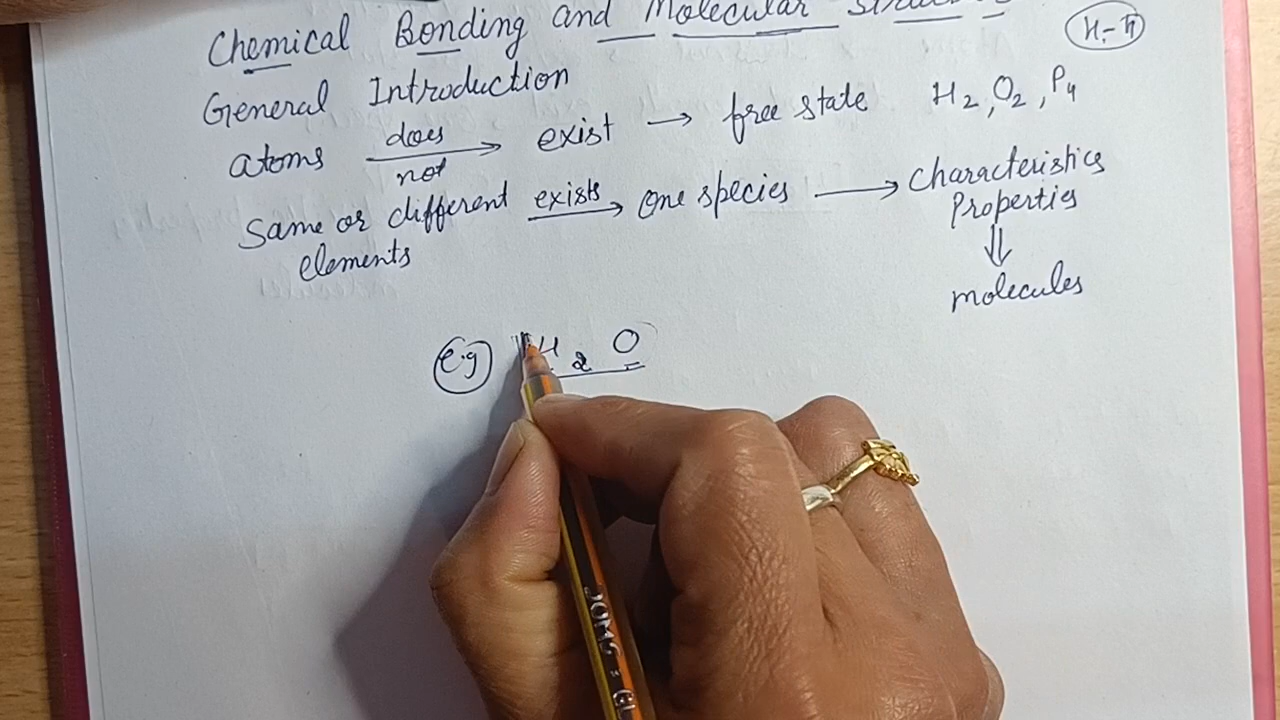 Chemical Bonding and Molecular
H-11
General Introduction
atoms does not → exist → free state H2, O2, P4
Same or different elements exists → one species → Characteristics Properties
⇓
molecules
e.g H2O